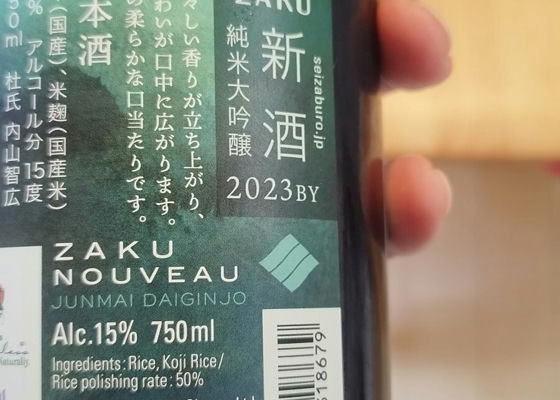 ZAKU
新酒
純米大吟醸
2023BY
seizaburo.jp
々しい香りが立ち上がり、
わいが口中に広がります。
の柔らかな口当たりです。
本酒
(国産)、米麹(国産米)
% アルコール分 15度
50ml 杜氏 内山智広
ZAKU
NOUVEAU
JUNMAI DAIGINJO
Alc.15% 750ml
Ingredients: Rice, Koji Rice/
Rice polishing rate: 50%
18679